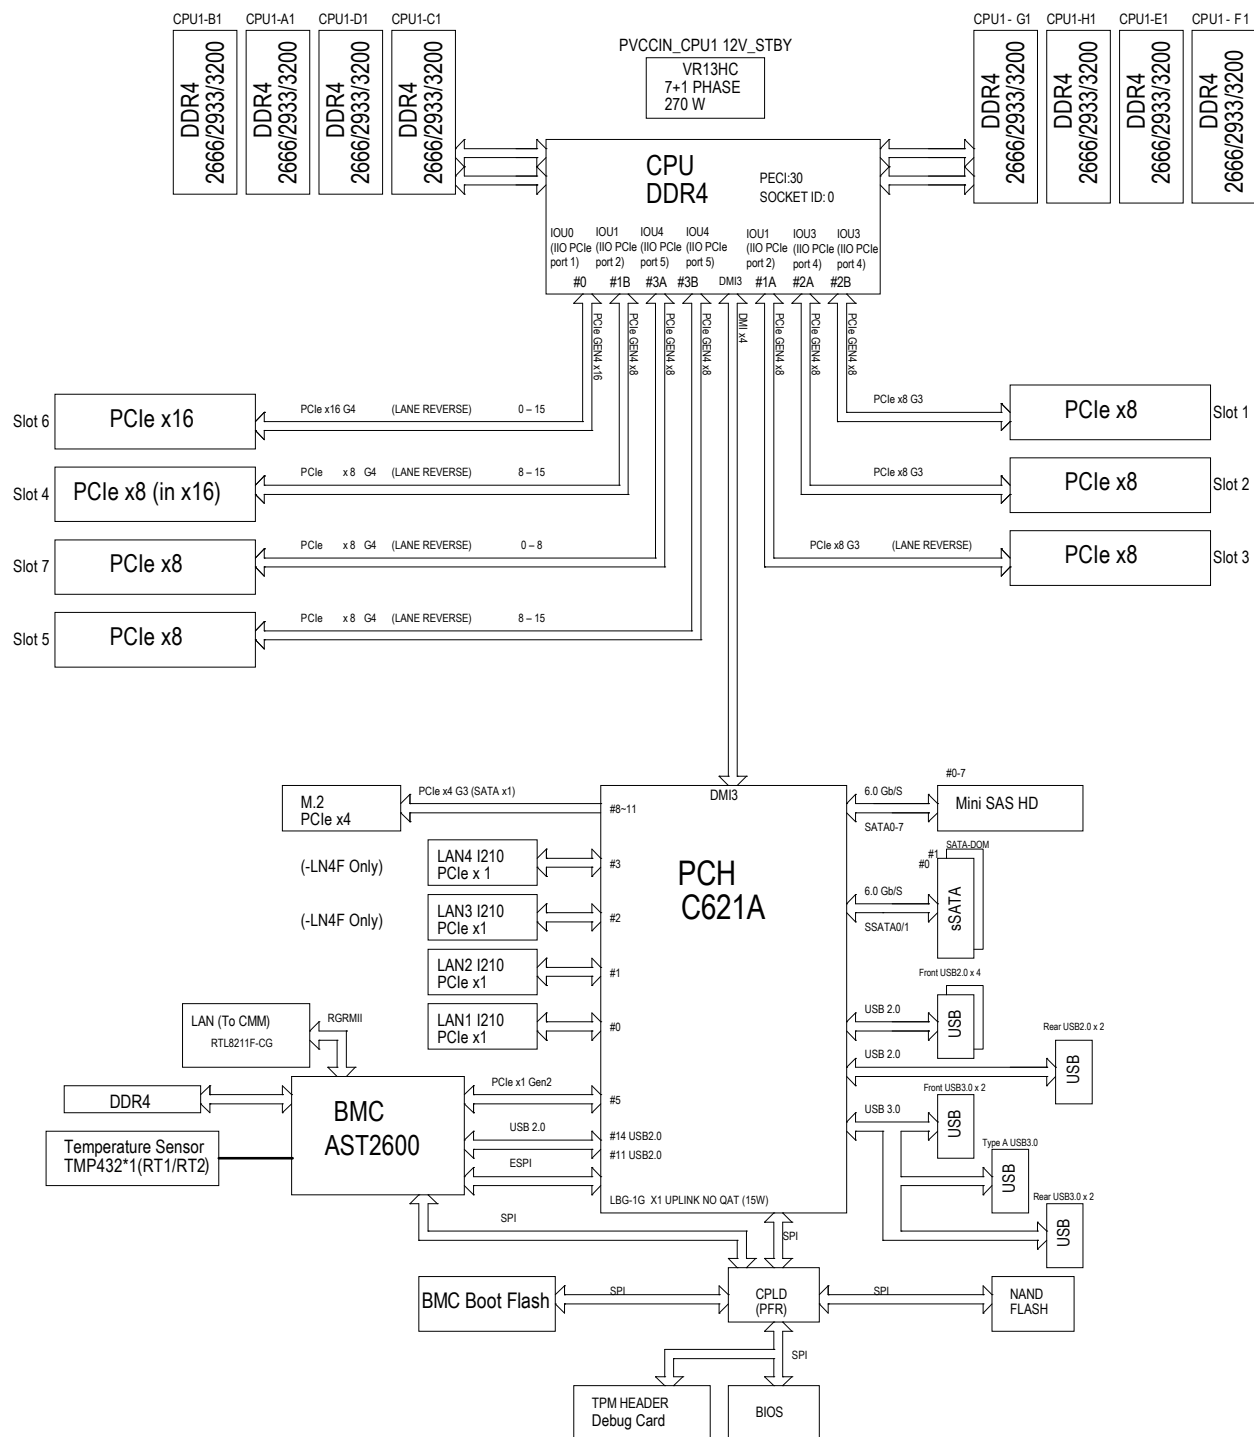 CPU1-B1
CPU1-A1
CPU1-D1
CPU1-C1
CPU1 - G1
CPU1-H1
CPU1-E1
CPU1 - F1
DDR4
2666/2933/3200
DDR4
2666/2933/3200
DDR4
2666/2933/3200
DDR4
2666/2933/3200
PVCCIN_CPU1 12V_STBY
VR13HC
7+1 PHASE
270 W
DDR4
2666/2933/3200
DDR4
2666/2933/3200
DDR4
2666/2933/3200
DDR4
2666/2933/3200
CPU
DDR4
PECI:30
SOCKET ID: 0
IOU0
(IIO PCIe
port 1)
#0
IOU1
(IIO PCIe
port 2)
#1B
IOU4
(IIO PCIe
port 5)
#3A
IOU4
(IIO PCIe
port 5)
#3B
DMI3
IOU1
(IIO PCIe
port 2)
#1A
IOU3
(IIO PCIe
port 4)
#2A
IOU3
(IIO PCIe
port 4)
#2B
PCIe GEN4 x16
PCIe GEN4 x8
PCIe GEN4 x8
PCIe GEN4 x8
DMI x4
PCIe GEN4 x8
PCIe GEN4 x8
PCIe GEN4 x8
Slot 6
PCIe x16
PCIe x16 G4 (LANE REVERSE) 0 – 15
PCIe x8 G3
PCIe x8
Slot 1
Slot 4
PCIe x8 (in x16)
PCIe x 8 G4 (LANE REVERSE) 8 – 15
PCIe x8 G3
PCIe x8
Slot 2
Slot 7
PCIe x8
PCIe x 8 G4 (LANE REVERSE) 0 – 8
PCIe x8 G3 (LANE REVERSE)
PCIe x8
Slot 3
Slot 5
PCIe x8
PCIe x 8 G4 (LANE REVERSE) 8 – 15
M.2
PCIe x4
PCIe x4 G3 (SATA x1)
#8~11
DMI3
6.0 Gb/S
SATA0-7
#0-7
Mini SAS HD
(-LN4F Only)
LAN4 I210
PCIe x 1
#3
PCH
C621A
6.0 Gb/S
SSATA0/1
#1
#0
SATA-DOM
sSATA
(-LN4F Only)
LAN3 I210
PCIe x1
#2
LAN2 I210
PCIe x1
#1
LAN1 I210
PCIe x1
#0
Front USB2.0 x 4
USB 2.0
USB
USB 2.0
Rear USB2.0 x 2
USB
LAN (To CMM)
RTL8211F-CG
RGRMII
DDR4
Temperature Sensor
TMP432*1(RT1/RT2)
BMC
AST2600
PCIe x1 Gen2
#5
USB 2.0
#14 USB2.0
#11 USB2.0
ESPI
LBG-1G X1 UPLINK NO QAT (15W)
Front USB3.0 x 2
USB 3.0
USB
Type A USB3.0
USB
Rear USB3.0 x 2
USB
SPI
SPI
BMC Boot Flash
SPI
CPLD
(PFR)
SPI
NAND
FLASH
SPI
TPM HEADER
Debug Card
BIOS